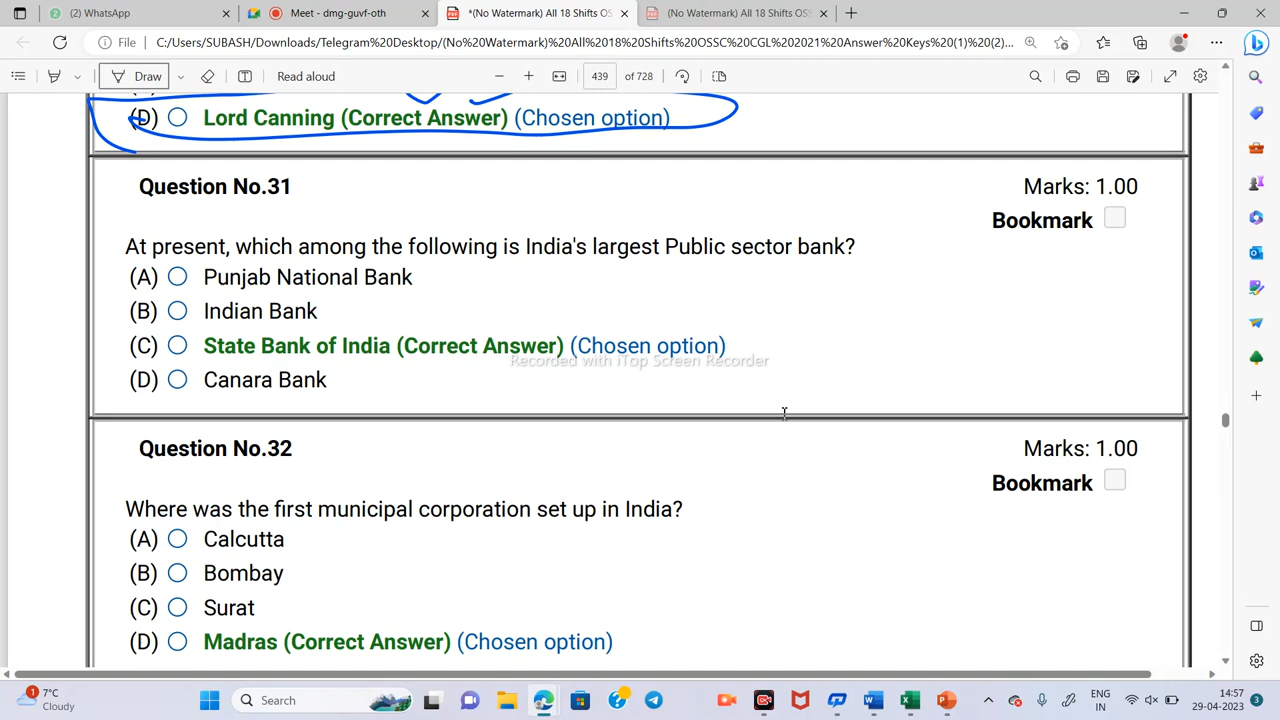 WhatsApp
Meet - dmg-guvf-oth
*(No Watermark) All 18 Shifts OS
(No Watermark) All 18 Shifts OSS
File
C:/Users/SUBASH/Downloads/Telegram%20Desktop/(No%20Watermark)%20All%2018%20Shifts%20OSSC%20CGL%202021%20Answer%20Keys%20(1)%20(2)...
Draw
Read aloud
439 of 728
(D) Lord Canning (Correct Answer) (Chosen option)
Question No.31
Marks: 1.00
Bookmark
At present, which among the following is India's largest Public sector bank?
(A) Punjab National Bank
(B) Indian Bank
(C) State Bank of India (Correct Answer) (Chosen option)
Recorded with iTop Screen Recorder
(D) Canara Bank
Question No.32
Marks: 1.00
Bookmark
Where was the first municipal corporation set up in India?
(A) Calcutta
(B) Bombay
(C) Surat
(D) Madras (Correct Answer) (Chosen option)
1
7°C
Cloudy
Search
ENG
IN
14:57
29-04-2023
3